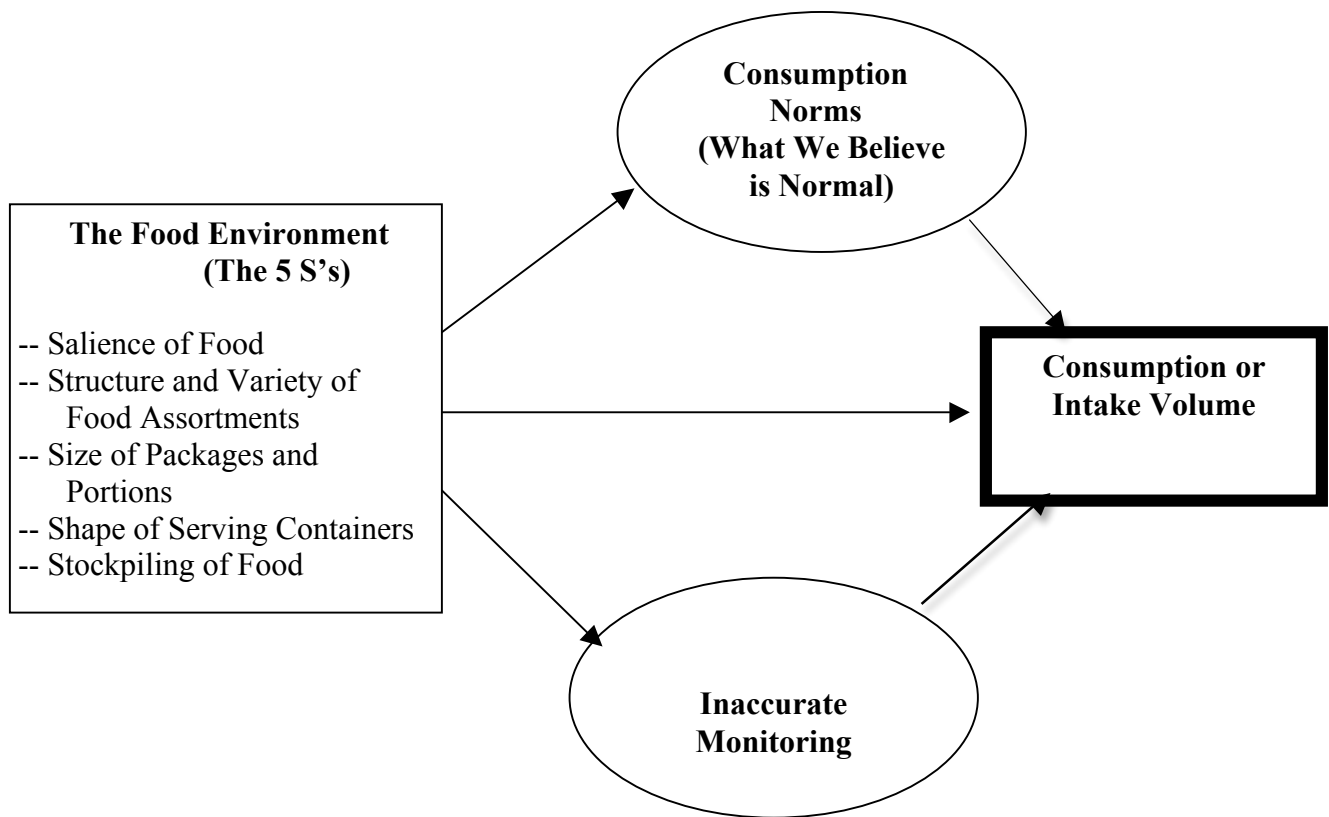 Consumption
Norms
(What We Believe
is Normal)
The Food Environment
(The 5 S’s)
-- Salience of Food
-- Structure and Variety of
Food Assortments
-- Size of Packages and
Portions
-- Shape of Serving Containers
-- Stockpiling of Food
Consumption or
Intake Volume
Inaccurate
Monitoring